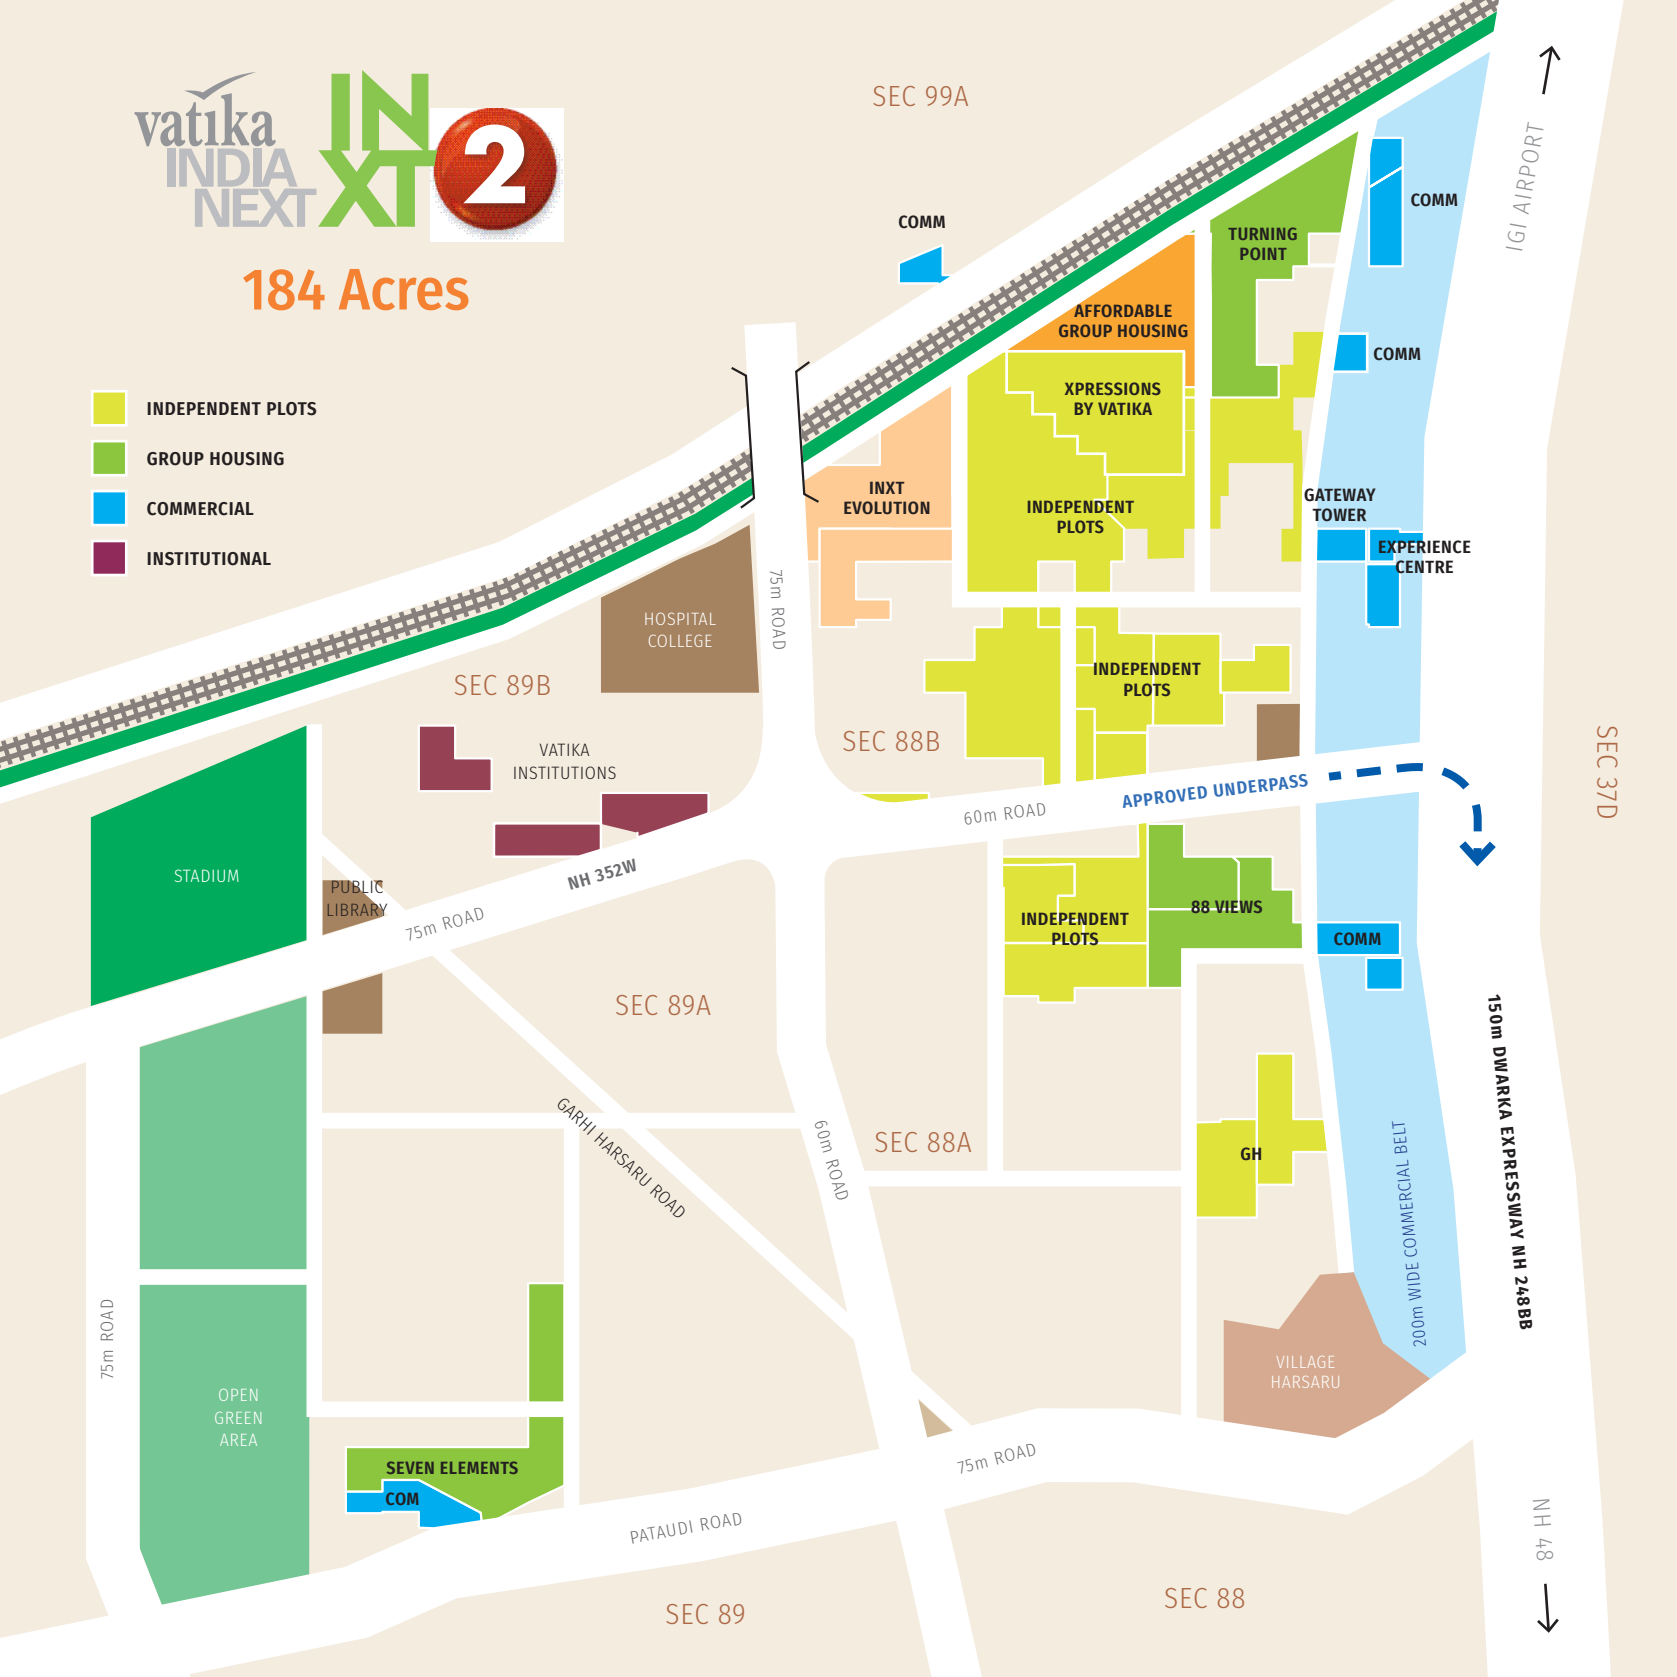 vatika
INDIA
NEXT
IN
XT
2
184 Acres
INDEPENDENT PLOTS
GROUP HOUSING
COMMERCIAL
INSTITUTIONAL
SEC 99A
COMM
IGI AIRPORT
COMM
TURNING
POINT
AFFORDABLE
GROUP HOUSING
COMM
XPRESSIONS
BY VATIKA
INXT
EVOLUTION
INDEPENDENT
PLOTS
GATEWAY
TOWER
EXPERIENCE
CENTRE
75m ROAD
HOSPITAL
COLLEGE
SEC 89B
INDEPENDENT
PLOTS
SEC 88B
SEC 37D
VATIKA
INSTITUTIONS
APPROVED UNDERPASS
60m ROAD
STADIUM
PUBLIC
LIBRARY
NH 352W
75m ROAD
INDEPENDENT
PLOTS
88 VIEWS
COMM
SEC 89A
150m DWARKA EXPRESSWAY NH 248BB
GARHI HARSARU ROAD
60m ROAD
SEC 88A
GH
200m WIDE COMMERCIAL BELT
75m ROAD
VILLAGE
HARSARU
OPEN
GREEN
AREA
SEVEN ELEMENTS
COM
75m ROAD
PATAUDI ROAD
NH 48
SEC 89
SEC 88